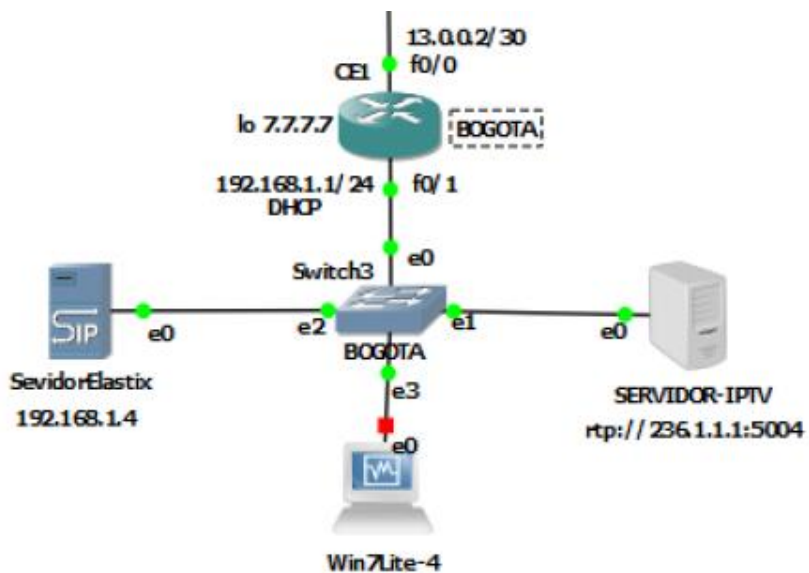 13.0.0.2/30
CE1
f0/0
lo 7.7.7.7
BOGOTA
192.168.1.1/24
f0/1
DHCP
e0
Switch3
e0
e2
e1
e0
SIP
BOGOTA
SevidorElastix
e3
SERVIDOR-IPTV
192.168.1.4
rtp://236.1.1.1:5004
e0
Win7Lite-4